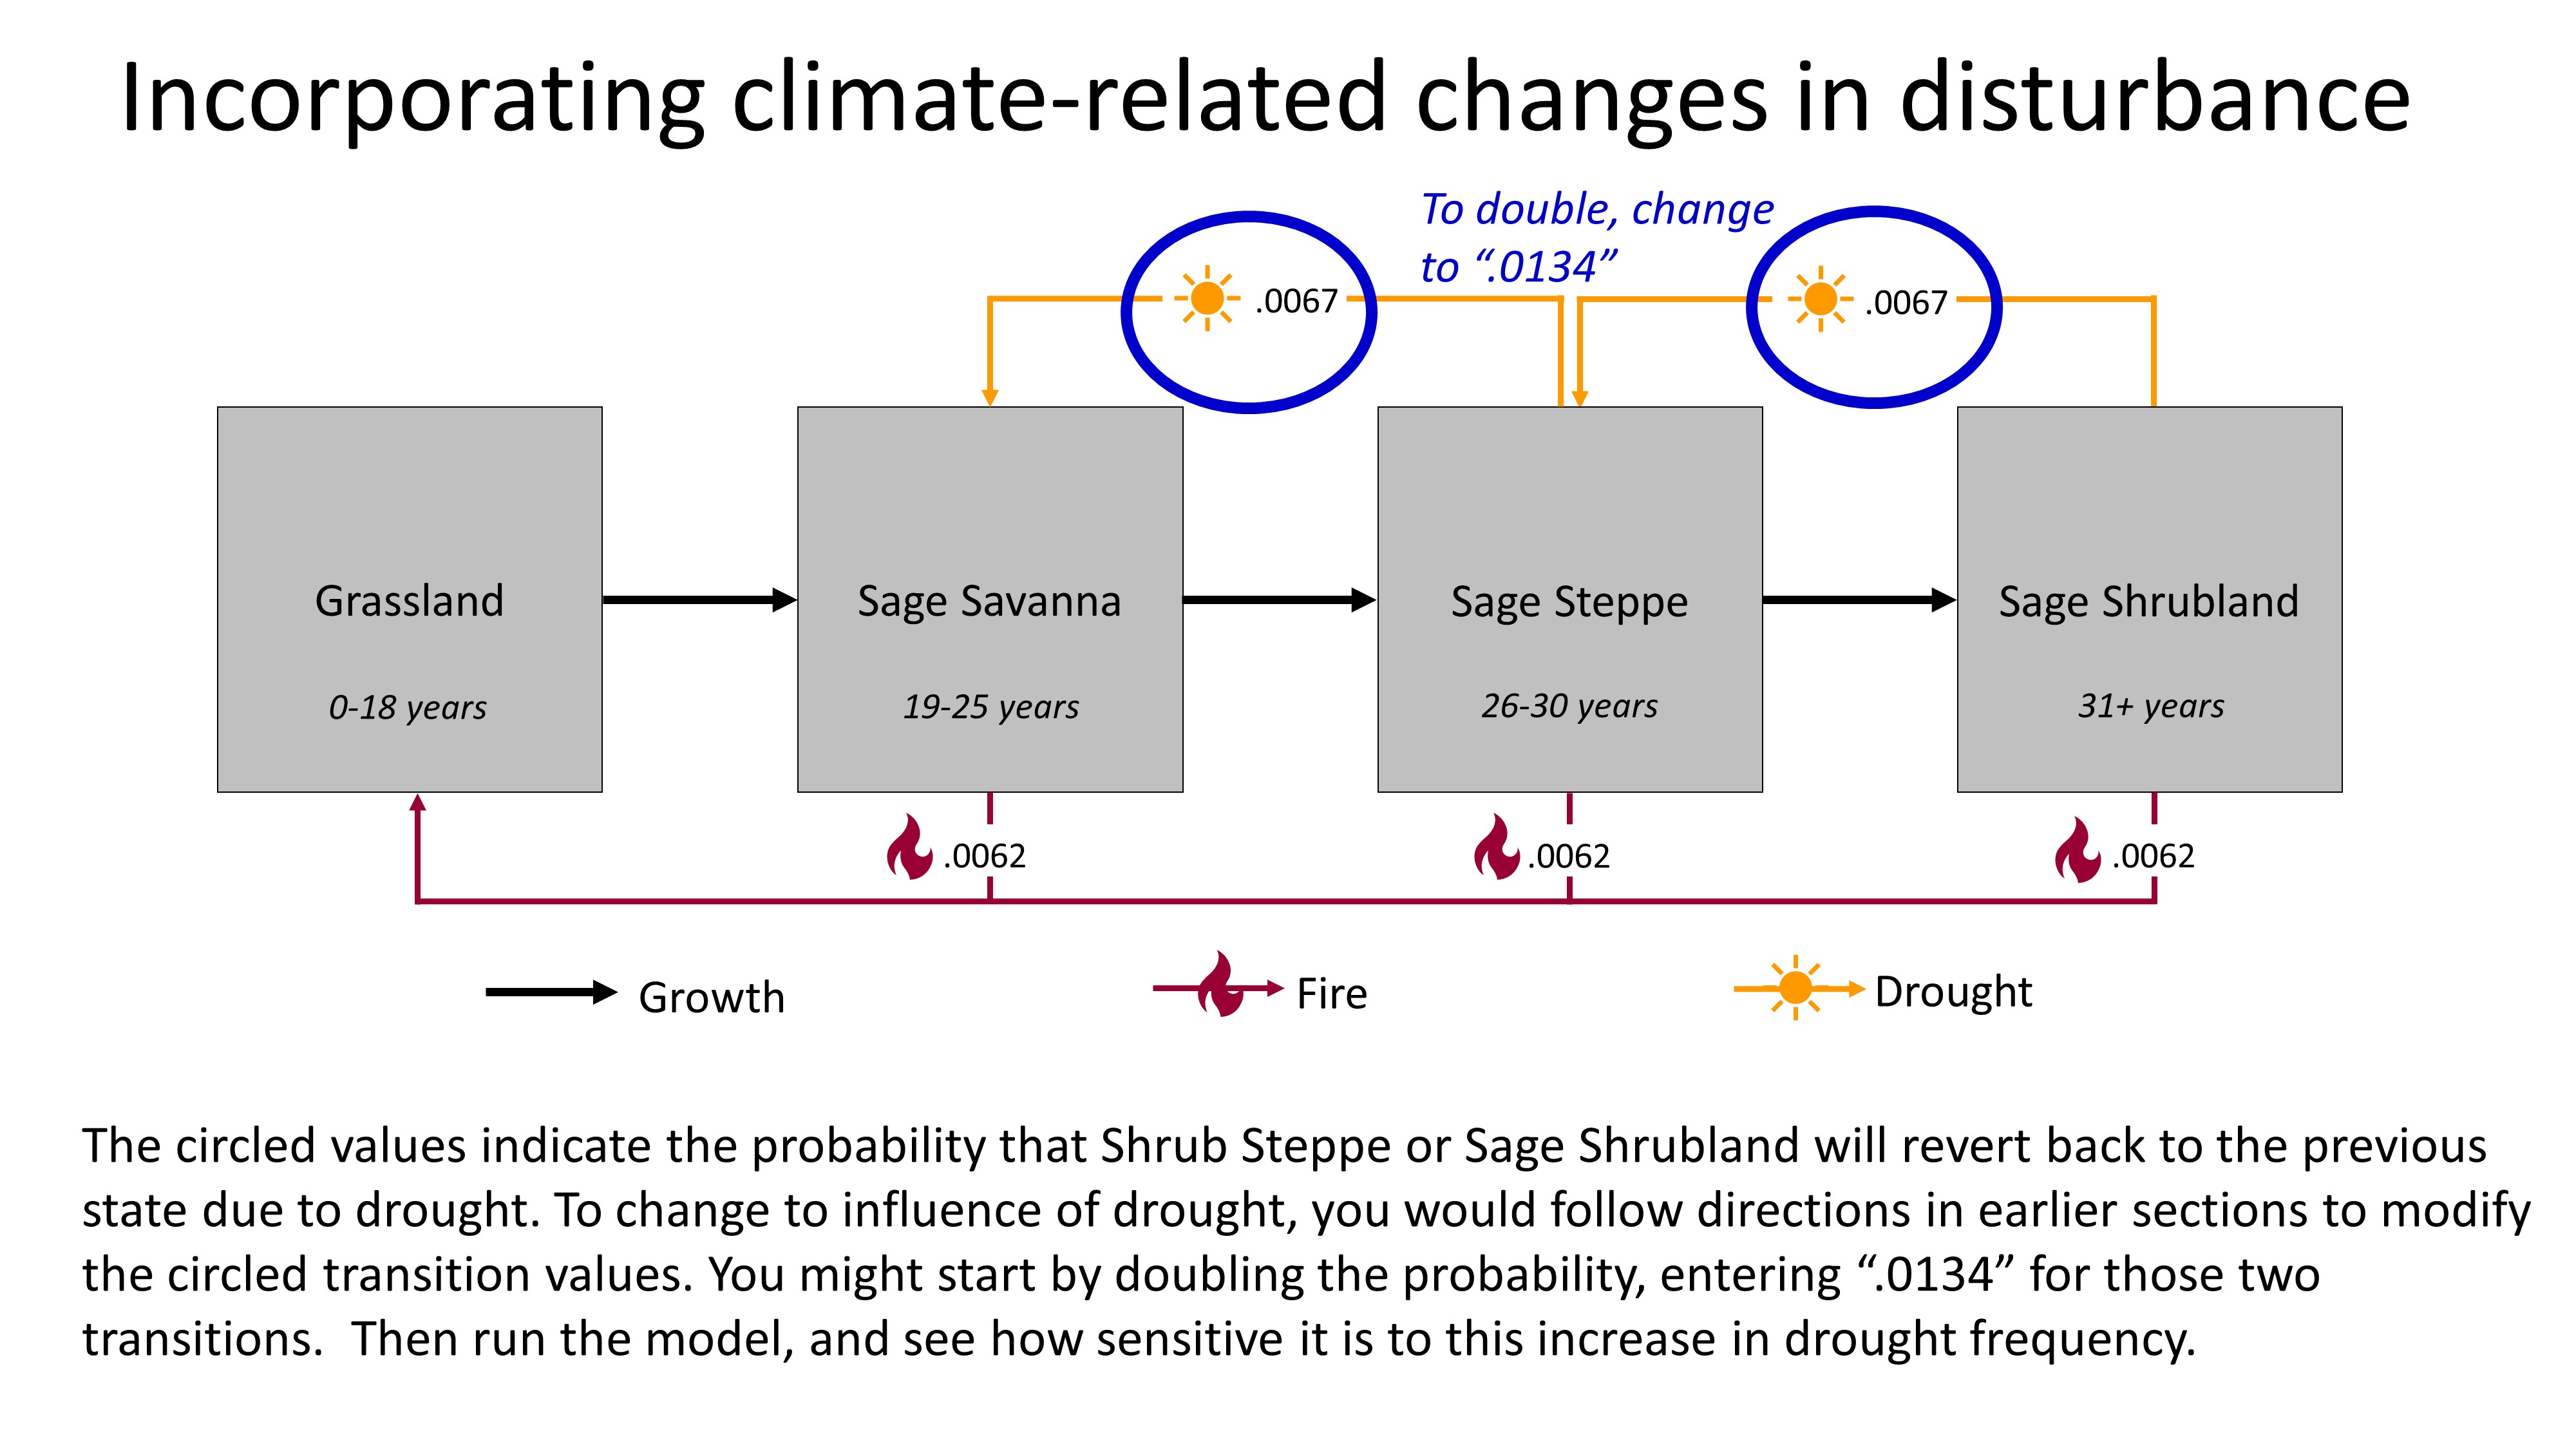 Incorporating climate-related changes in disturbance
To double, change
to “.0134”
.0067
.0067
Grassland
Sage Savanna
Sage Steppe
Sage Shrubland
0-18 years
19-25 years
26-30 years
31+ years
.0062
.0062
.0062
Growth
Fire
Drought
The circled values indicate the probability that Shrub Steppe or Sage Shrubland will revert back to the previous
state due to drought. To change to influence of drought, you would follow directions in earlier sections to modify
the circled transition values. You might start by doubling the probability, entering “.0134” for those two
transitions.  Then run the model, and see how sensitive it is to this increase in drought frequency.